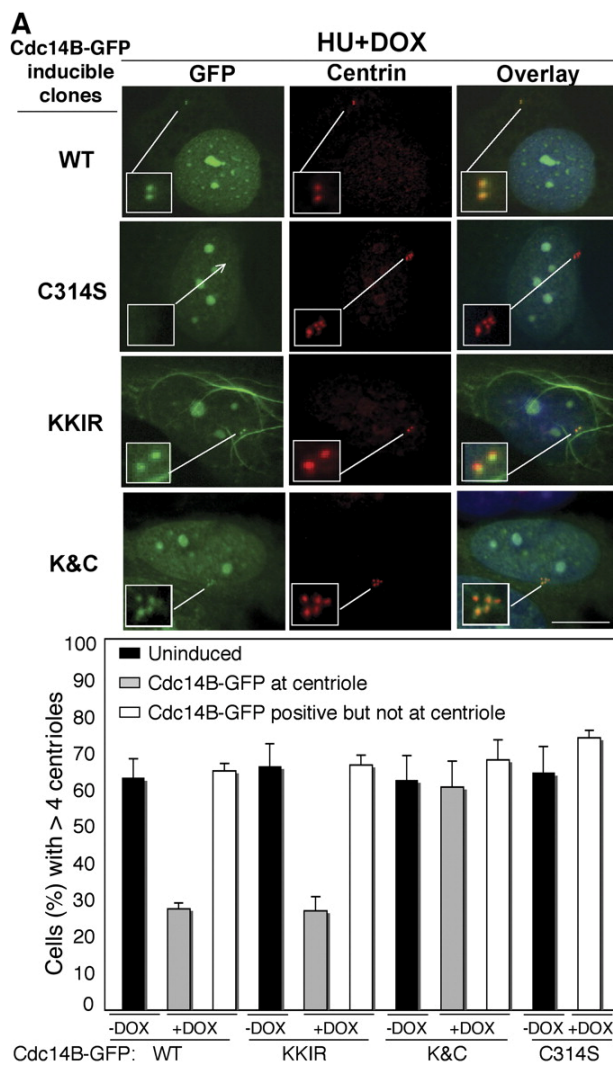 A
Cdc14B-GFP
inducible
clones
HU+DOX
GFP
Centrin
Overlay
WT
C314S
KKIR
K&C
100
90
80
70
60
50
40
30
20
10
0
Cells (%) with > 4 centrioles
Uninduced
Cdc14B-GFP at centriole
Cdc14B-GFP positive but not at centriole
-DOX +DOX -DOX +DOX -DOX +DOX -DOX +DOX
Cdc14B-GFP: WT KKIR K&C C314S